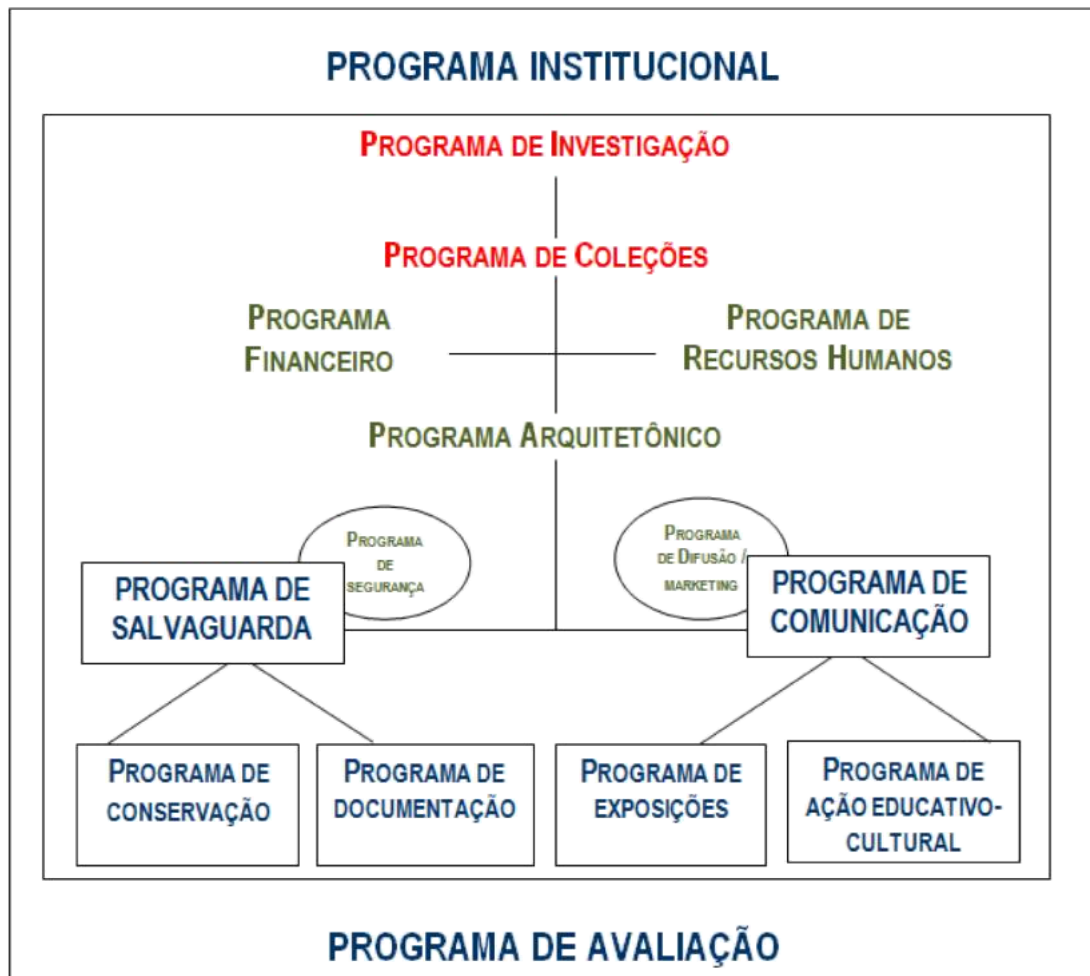 PROGRAMA INSTITUCIONAL
PROGRAMA DE INVESTIGAÇÃO
PROGRAMA DE COLEÇÕES
PROGRAMA
FINANCEIRO
PROGRAMA DE
RECURSOS HUMANOS
PROGRAMA ARQUITETÔNICO
PROGRAMA
DE
SEGURANÇA
PROGRAMA
DE DIFUSÃO /
MARKETING
PROGRAMA DE
SALVAGUARDA
PROGRAMA DE
COMUNICAÇÃO
PROGRAMA DE
CONSERVAÇÃO
PROGRAMA DE
DOCUMENTAÇÃO
PROGRAMA DE
EXPOSIÇÕES
PROGRAMA DE
AÇÃO EDUCATIVO-
CULTURAL
PROGRAMA DE AVALIAÇÃO